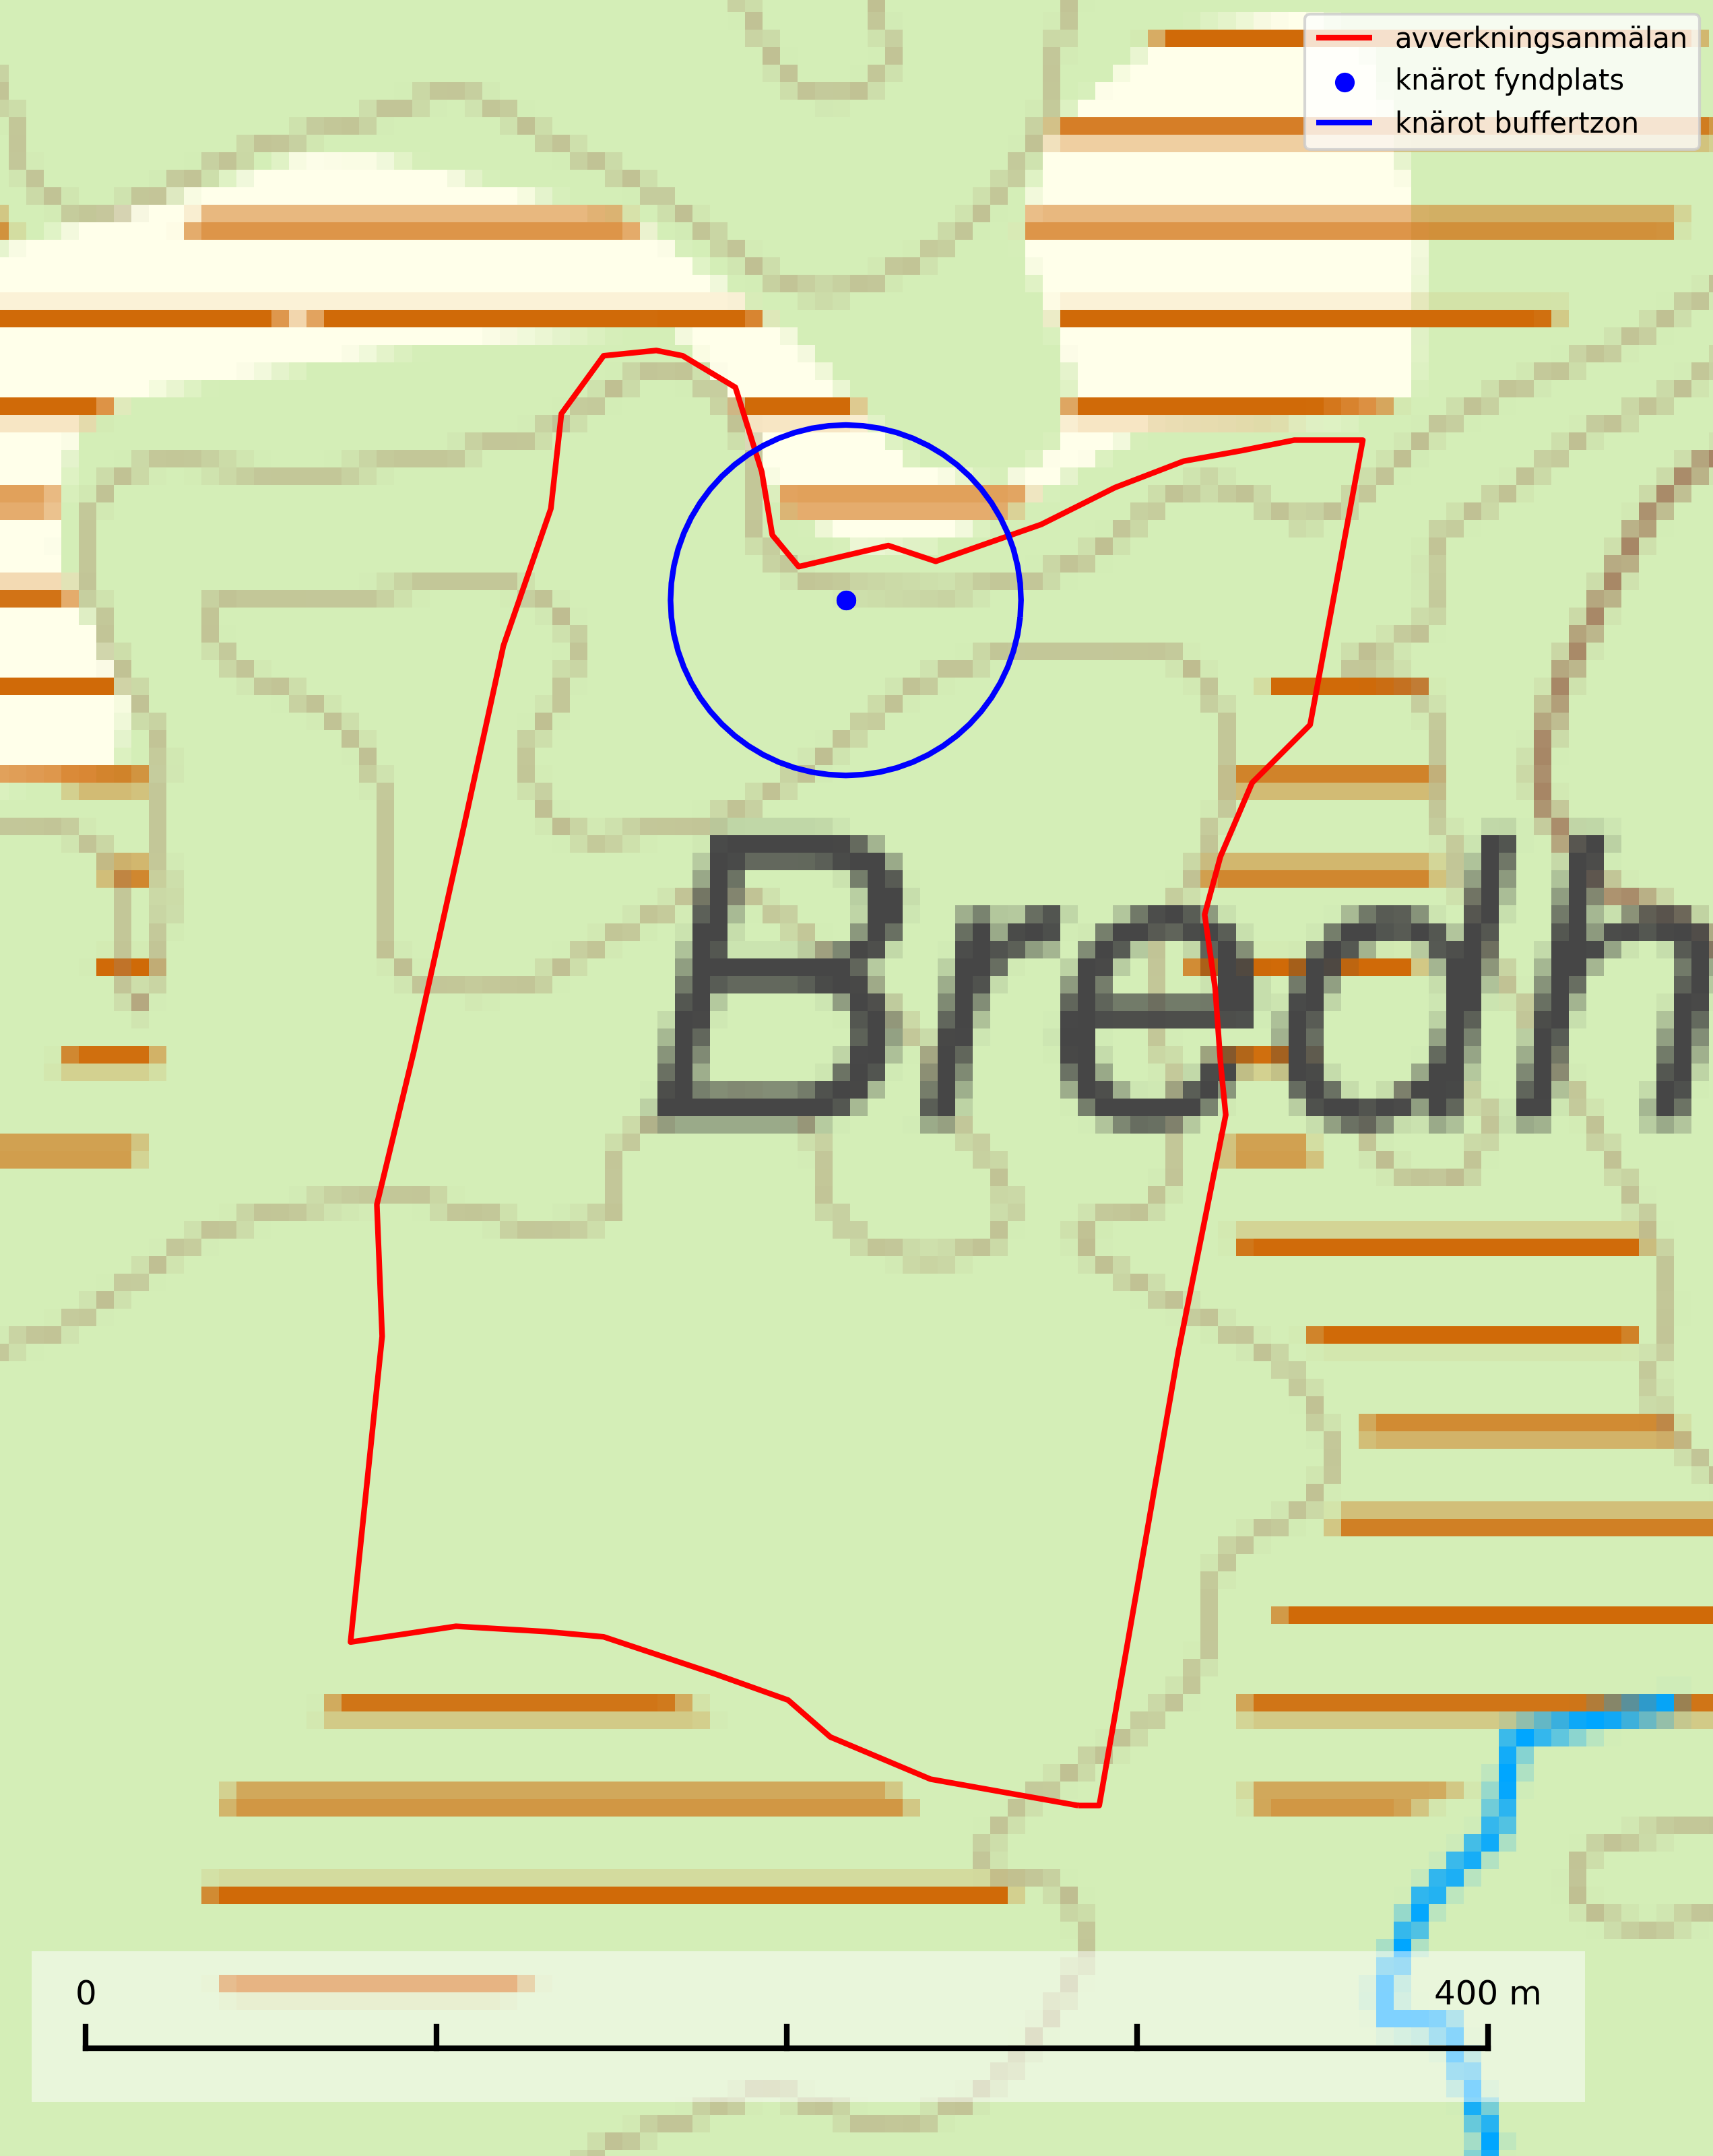 avverkningsanmälan
knärot fyndplats
knärot buffertzon
Bredh
0 400 m